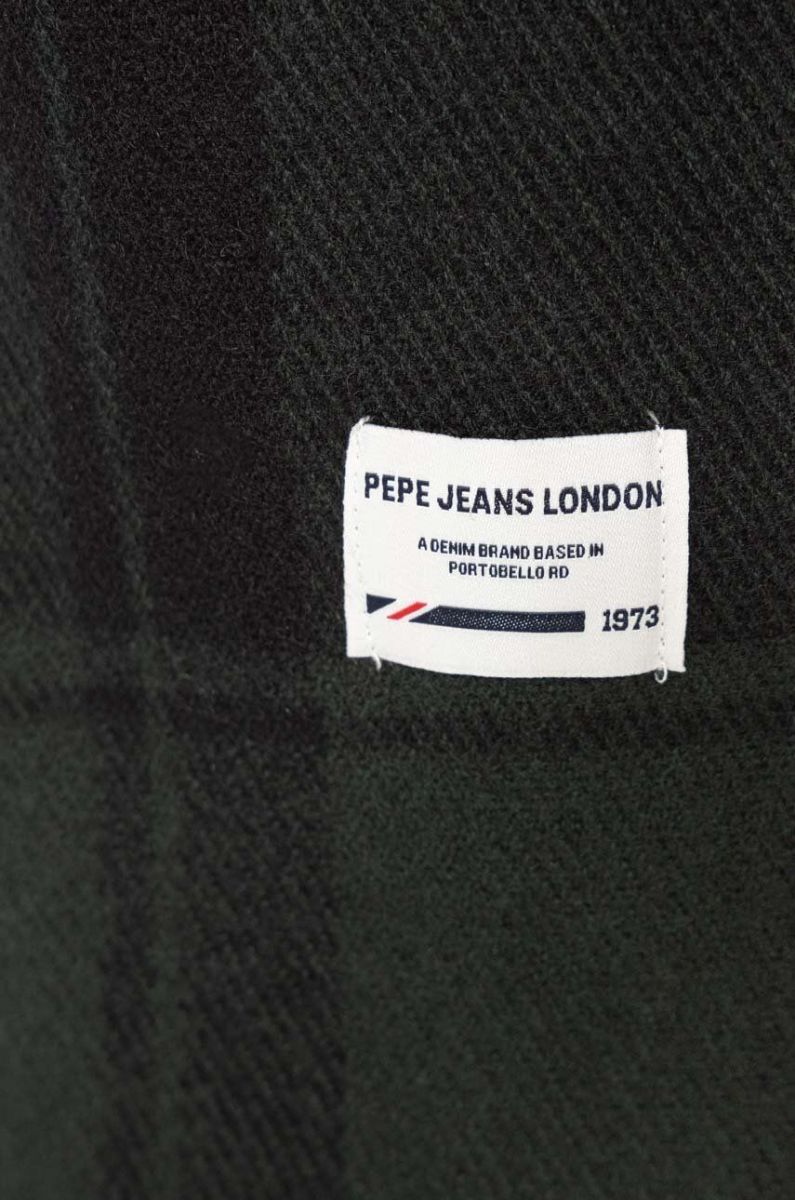 PEPE JEANS LONDON
A DENIM BRAND BASED IN
PORTOBELLO RD
1973